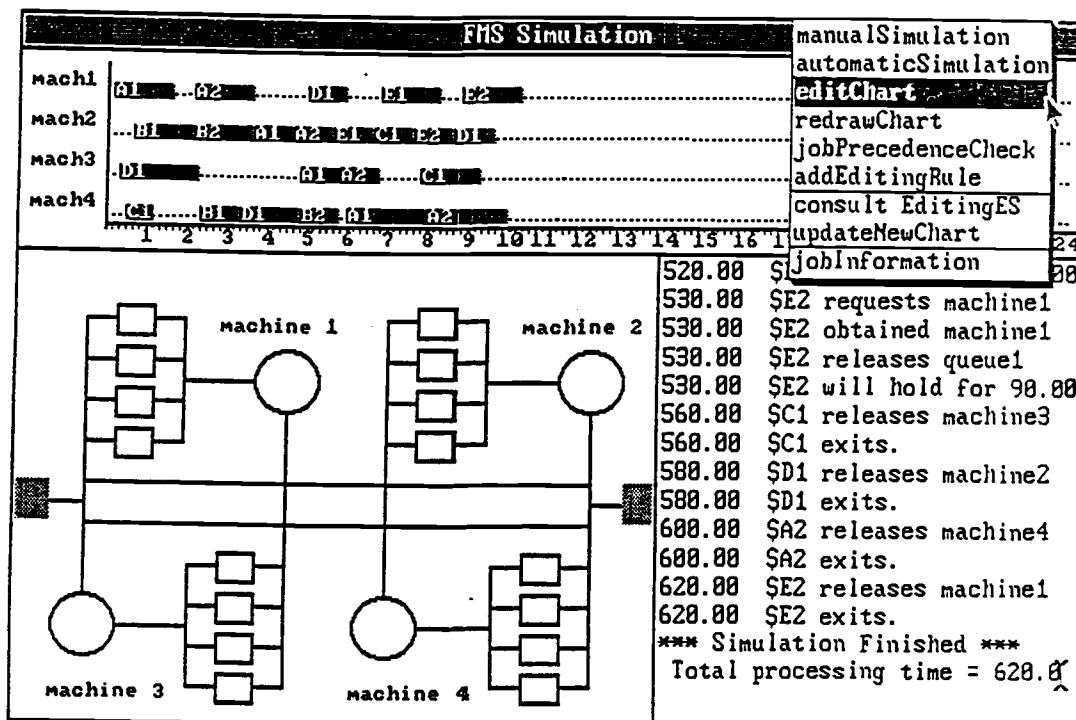 FMS Simulation
manualSimulation
automaticSimulation
editChart
redrawChart
jobPrecedenceCheck
addEditingRule
consult EditingES
updateNewChart
jobInformation
mach1 A1 A2 D1 E1 E2
mach2 B1 B2 A1 A2 E1 C1 E2 D1
mach3 D1 A1 A2 C1
mach4 C1 B1 D1 B2 A1 A2
1 2 3 4 5 6 7 8 9 10 11 12 13 14 15 16 24
machine 1
machine 2
machine 3
machine 4
520.00
530.00 $E2 requests machine1
530.00 $E2 obtained machine1
530.00 $E2 releases queue1
530.00 $E2 will hold for 90.00
560.00 $C1 releases machine3
560.00 $C1 exits.
580.00 $D1 releases machine2
580.00 $D1 exits.
600.00 $A2 releases machine4
600.00 $A2 exits.
620.00 $E2 releases machine1
620.00 $E2 exits.
*** Simulation Finished ***
Total processing time = 620.0